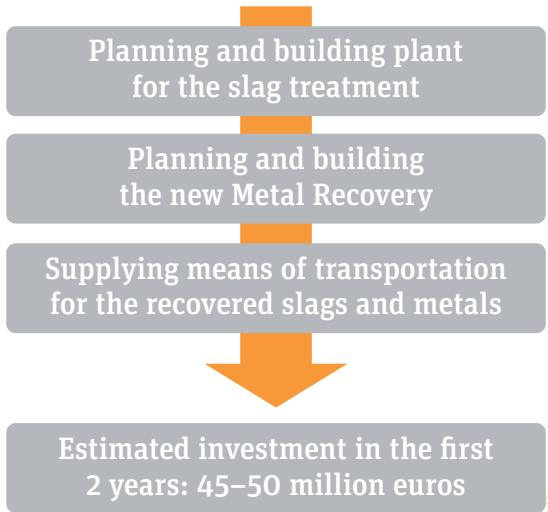 Planning and building plant
for the slag treatment
Planning and building
the new Metal Recovery
Supplying means of transportation
for the recovered slags and metals
Estimated investment in the first
2 years: 45–50 million euros